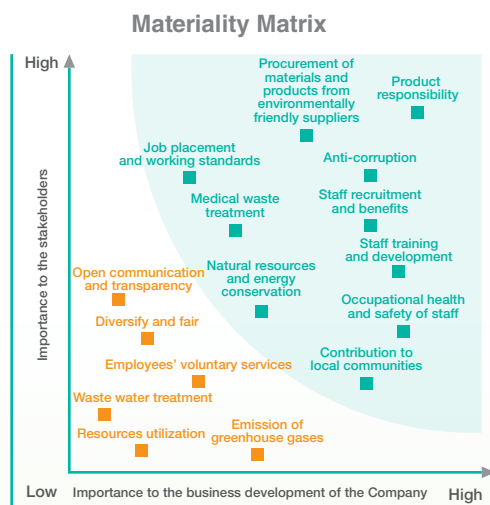 Materiality Matrix
High
Importance to the stakeholders
Procurement of
materials and
products from
environmentally
friendly suppliers
Product
responsibility
Job placement
and working standards
Anti-corruption
Medical waste
treatment
Staff recruitment
and benefits
Staff training
and development
Open communication
and transparency
Natural resources
and energy
conservation
Occupational health
and safety of staff
Diversify and fair
Employees' voluntary services
Contribution to
local communities
Waste water treatment
Resources utilization
Emission of
greenhouse gases
Low
Importance to the business development of the Company
High